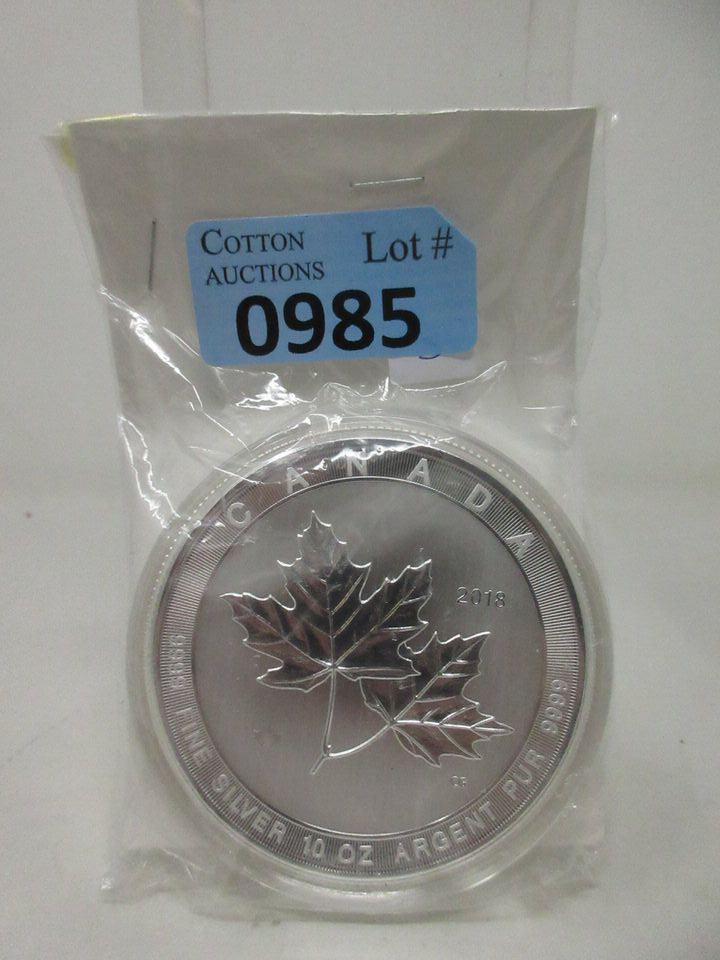 COTTON
AUCTIONS
Lot #
0985
CANADA
2018
9999 FINE SILVER 10 OZ ARGENT PUR 9999